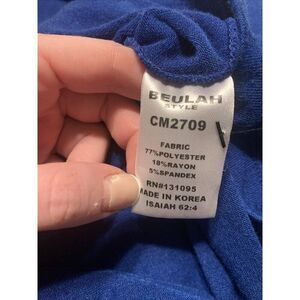 BEULAH
STYLE
CM2709
FABRIC
77%POLYESTER
18%RAYON
5%SPANDEX
RN#131095
MADE IN KOREA
ISAIAH 62:4